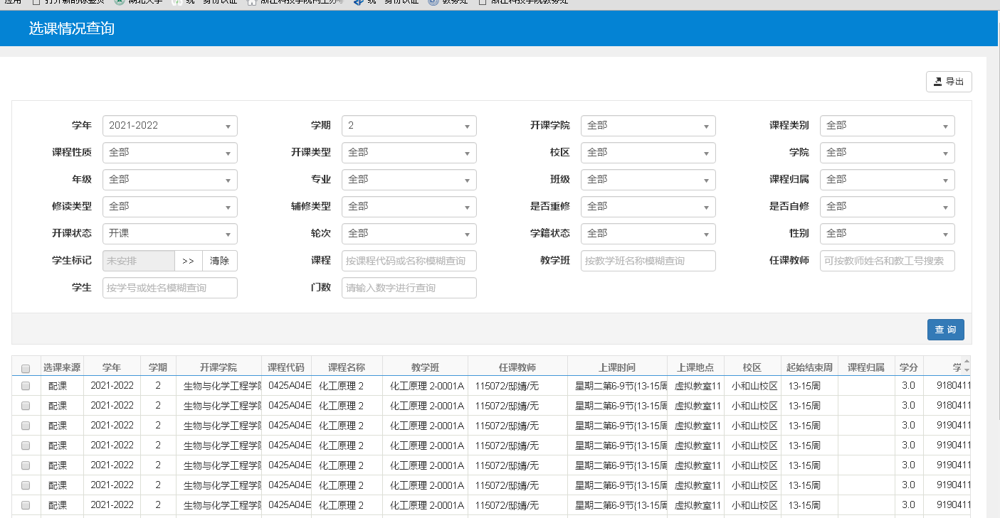 选课情况查询
导出
学年 2021-2022 学期 2 开课学院 全部 课程类别 全部
课程性质 全部 开课类型 全部 校区 全部 学院 全部
年级 全部 专业 全部 班级 全部 课程归属 全部
修读类型 全部 辅修类型 全部 是否重修 全部 是否自修 全部
开课状态 开课 轮次 全部 学籍状态 全部 性别 全部
学生标记 未安排 >> 清除 课程 按课程代码或名称模糊查询 教学班 按教学班名称模糊查询 任课教师 可按教师姓名和教工号搜索
学生 按学号或姓名模糊查询 门数 请输入数字进行查询
查 询
选课来源 学年 学期 开课学院 课程代码 课程名称 教学班 任课教师 上课时间 上课地点 校区 起始结束周 课程归属 学分 学
配课 2021-2022 2 生物与化学工程学院 0425A04E 化工原理 2 化工原理 2-0001A 115072/邸婧/无 星期二第6-9节{13-15周 虚拟教室11 小和山校区 13-15周 3.0 9180411
配课 2021-2022 2 生物与化学工程学院 0425A04E 化工原理 2 化工原理 2-0001A 115072/邸婧/无 星期二第6-9节{13-15周 虚拟教室11 小和山校区 13-15周 3.0 9180411
配课 2021-2022 2 生物与化学工程学院 0425A04E 化工原理 2 化工原理 2-0001A 115072/邸婧/无 星期二第6-9节{13-15周 虚拟教室11 小和山校区 13-15周 3.0 9190411
配课 2021-2022 2 生物与化学工程学院 0425A04E 化工原理 2 化工原理 2-0001A 115072/邸婧/无 星期二第6-9节{13-15周 虚拟教室11 小和山校区 13-15周 3.0 9190411
配课 2021-2022 2 生物与化学工程学院 0425A04E 化工原理 2 化工原理 2-0001A 115072/邸婧/无 星期二第6-9节{13-15周 虚拟教室11 小和山校区 13-15周 3.0 9190411
配课 2021-2022 2 生物与化学工程学院 0425A04E 化工原理 2 化工原理 2-0001A 115072/邸婧/无 星期二第6-9节{13-15周 虚拟教室11 小和山校区 13-15周 3.0 9190411
配课 2021-2022 2 生物与化学工程学院 0425A04E 化工原理 2 化工原理 2-0001A 115072/邸婧/无 星期二第6-9节{13-15周 虚拟教室11 小和山校区 13-15周 3.0 9190411